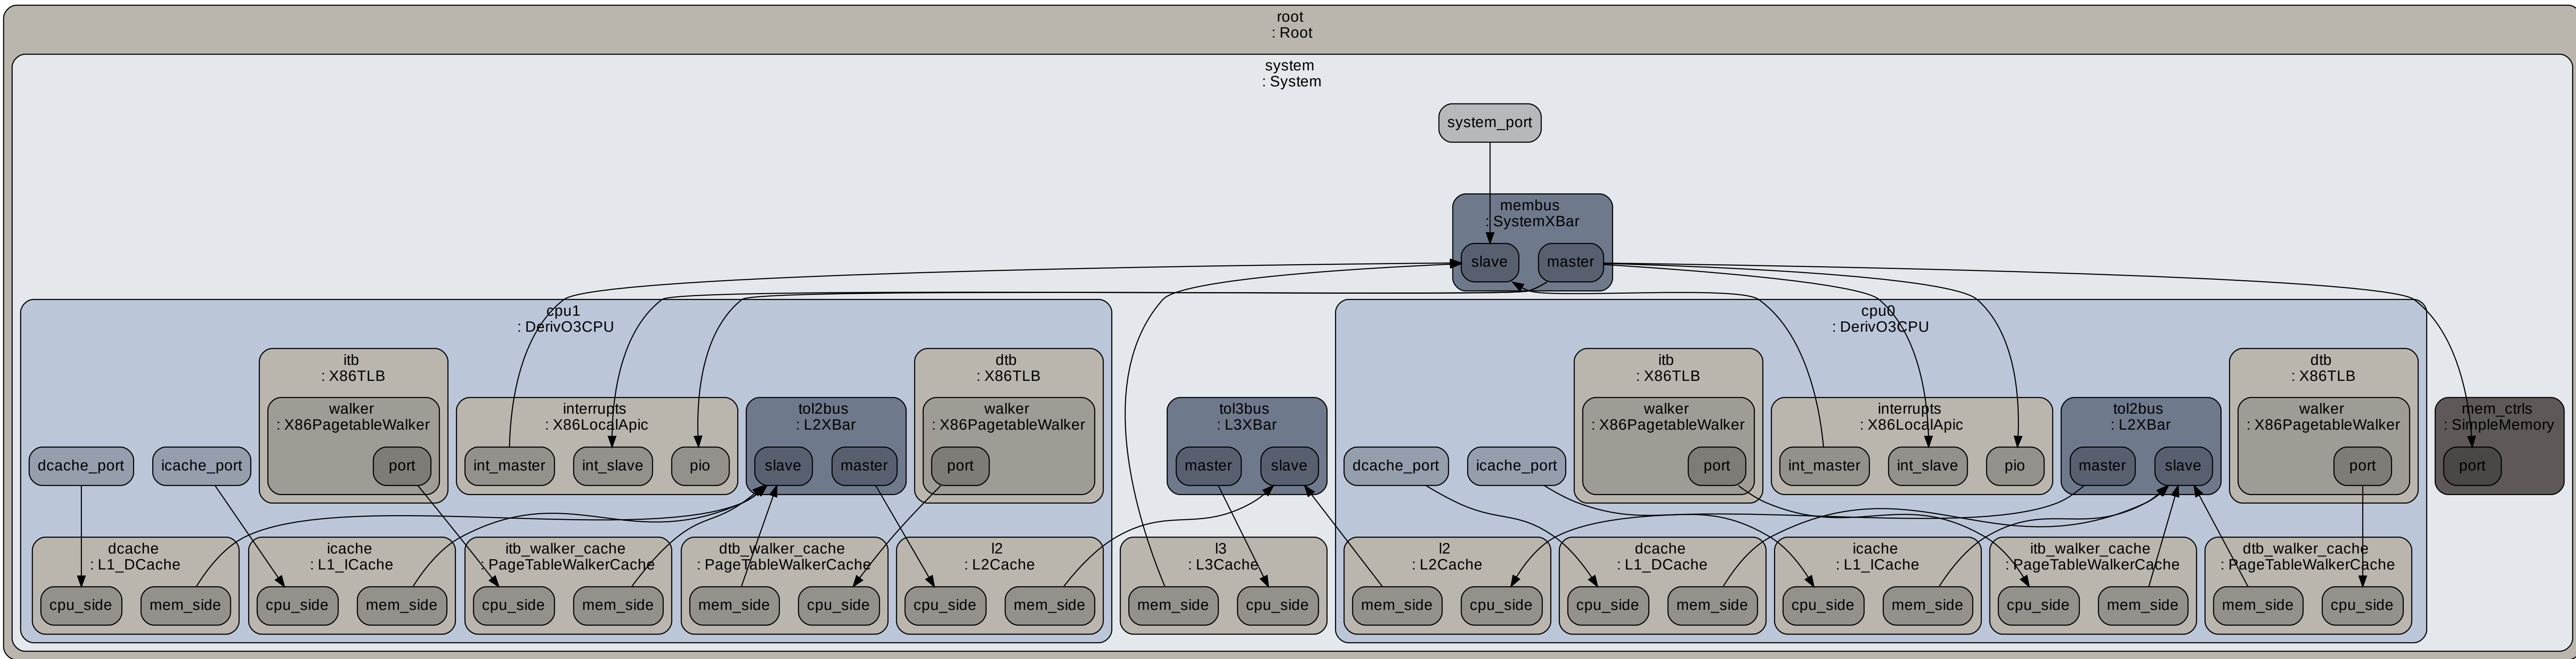 root
: Root
system
: System
system_port
membus
: SystemXBar
slave
master
cpu1
: DerivO3CPU
itb
: X86TLB
walker
: X86PagetableWalker
port
interrupts
: X86LocalApic
int_master
int_slave
pio
tol2bus
: L2XBar
slave
master
dtb
: X86TLB
walker
: X86PagetableWalker
port
dcache_port
icache_port
dcache
: L1_DCache
cpu_side
mem_side
icache
: L1_ICache
cpu_side
mem_side
itb_walker_cache
: PageTableWalkerCache
cpu_side
mem_side
dtb_walker_cache
: PageTableWalkerCache
mem_side
cpu_side
l2
: L2Cache
cpu_side
mem_side
tol3bus
: L3XBar
master
slave
l3
: L3Cache
mem_side
cpu_side
cpu0
: DerivO3CPU
dcache_port
icache_port
itb
: X86TLB
walker
: X86PagetableWalker
port
interrupts
: X86LocalApic
int_master
int_slave
pio
tol2bus
: L2XBar
master
slave
dtb
: X86TLB
walker
: X86PagetableWalker
port
l2
: L2Cache
mem_side
cpu_side
dcache
: L1_DCache
cpu_side
mem_side
icache
: L1_ICache
cpu_side
mem_side
itb_walker_cache
: PageTableWalkerCache
cpu_side
mem_side
dtb_walker_cache
: PageTableWalkerCache
mem_side
cpu_side
mem_ctrls
: SimpleMemory
port